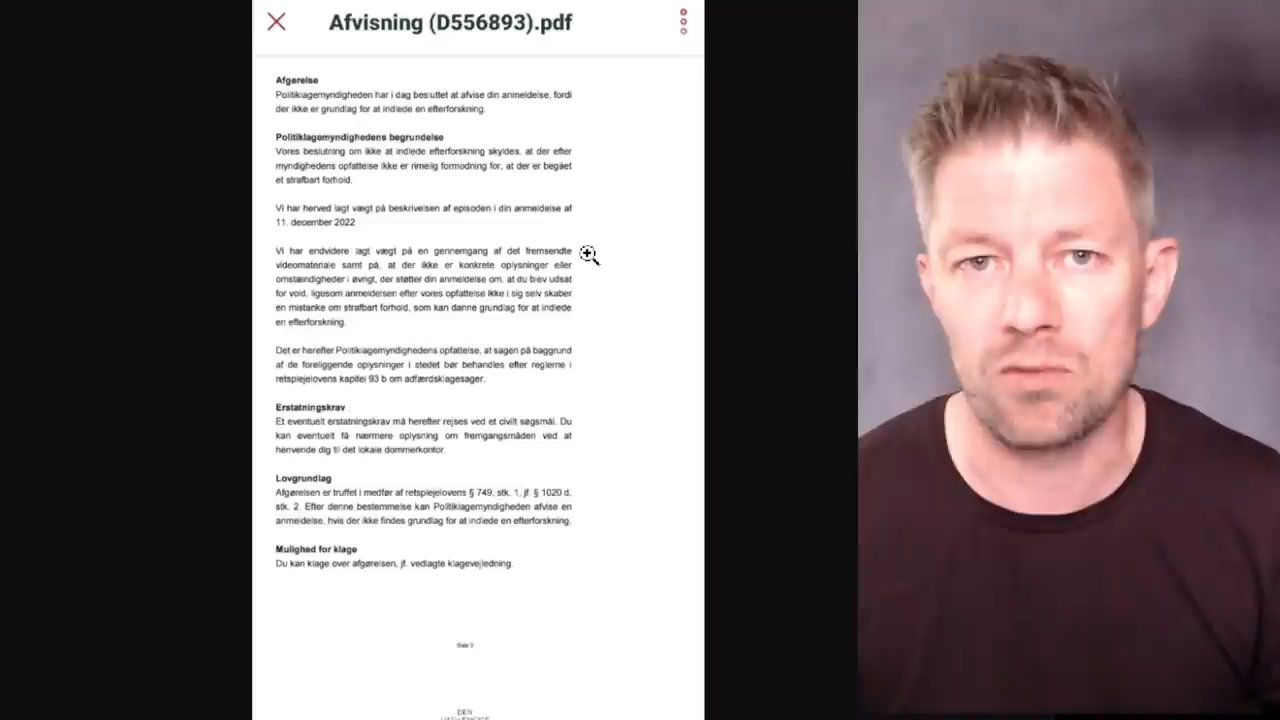 Afvisning (D556893).pdf
Afgørelse
Politiklagemyndigheden har i dag besluttet at afvise din anmeldelse, fordi
der ikke er grundlag for at indlede en efterforskning.
Politiklagemyndighedens begrundelse
Vores beslutning om ikke at indlede efterforskning skyldes, at der efter
myndighedens opfattelse ikke er rimelig formodning for, at der er begået
et strafbart forhold.
Vi har herved lagt vægt på beskrivelsen af episoden i din anmeldelse af
11. december 2022
Vi har endvidere lagt vægt på en gennemgang af det fremsendte
videomateriale samt på, at der ikke er konkrete oplysninger eller
omstændigheder i øvrigt, der støtter din anmeldelse om, at du blev udsat
for vold, ligesom anmeldelsen efter vores opfattelse ikke i sig selv skaber
en mistanke om strafbart forhold, som kan danne grundlag for at indlede
en efterforskning.
Det er herefter Politiklagemyndighedens opfattelse, at sagen på baggrund
af de foreliggende oplysninger i stedet bør behandles efter reglerne i
retsplejelovens kapitel 93 b om adfærdsklagesager.
Erstatningskrav
Et eventuelt erstatningskrav må herefter rejses ved et civilt søgsmål. Du
kan eventuelt få nærmere oplysning om fremgangsmåden ved at
henvende dig til det lokale dommerkontor.
Lovgrundlag
Afgørelsen er truffet i medfør af retsplejelovens § 749, stk. 1, jf. § 1020 d,
stk. 2. Efter denne bestemmelse kan Politiklagemyndigheden afvise en
anmeldelse, hvis der ikke findes grundlag for at indlede en efterforskning.
Mulighed for klage
Du kan klage over afgørelsen, jf. vedlagte klagevejledning.
DEN